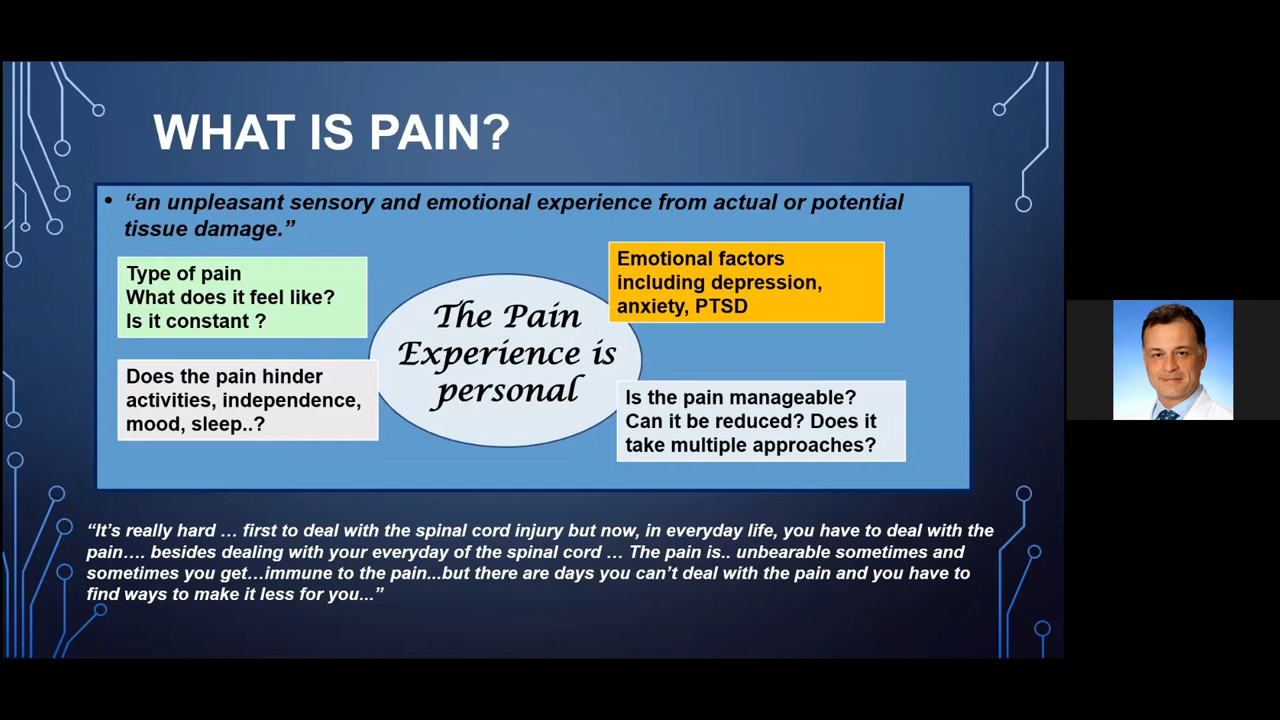 WHAT IS PAIN?
• “an unpleasant sensory and emotional experience from actual or potential
tissue damage.”
Type of pain
What does it feel like?
Is it constant ?
Emotional factors
including depression,
anxiety, PTSD
The Pain
Experience is
personal
Does the pain hinder
activities, independence,
mood, sleep..?
Is the pain manageable?
Can it be reduced? Does it
take multiple approaches?
“It’s really hard … first to deal with the spinal cord injury but now, in everyday life, you have to deal with the
pain…. besides dealing with your everyday of the spinal cord … The pain is.. unbearable sometimes and
sometimes you get…immune to the pain...but there are days you can’t deal with the pain and you have to
find ways to make it less for you...”